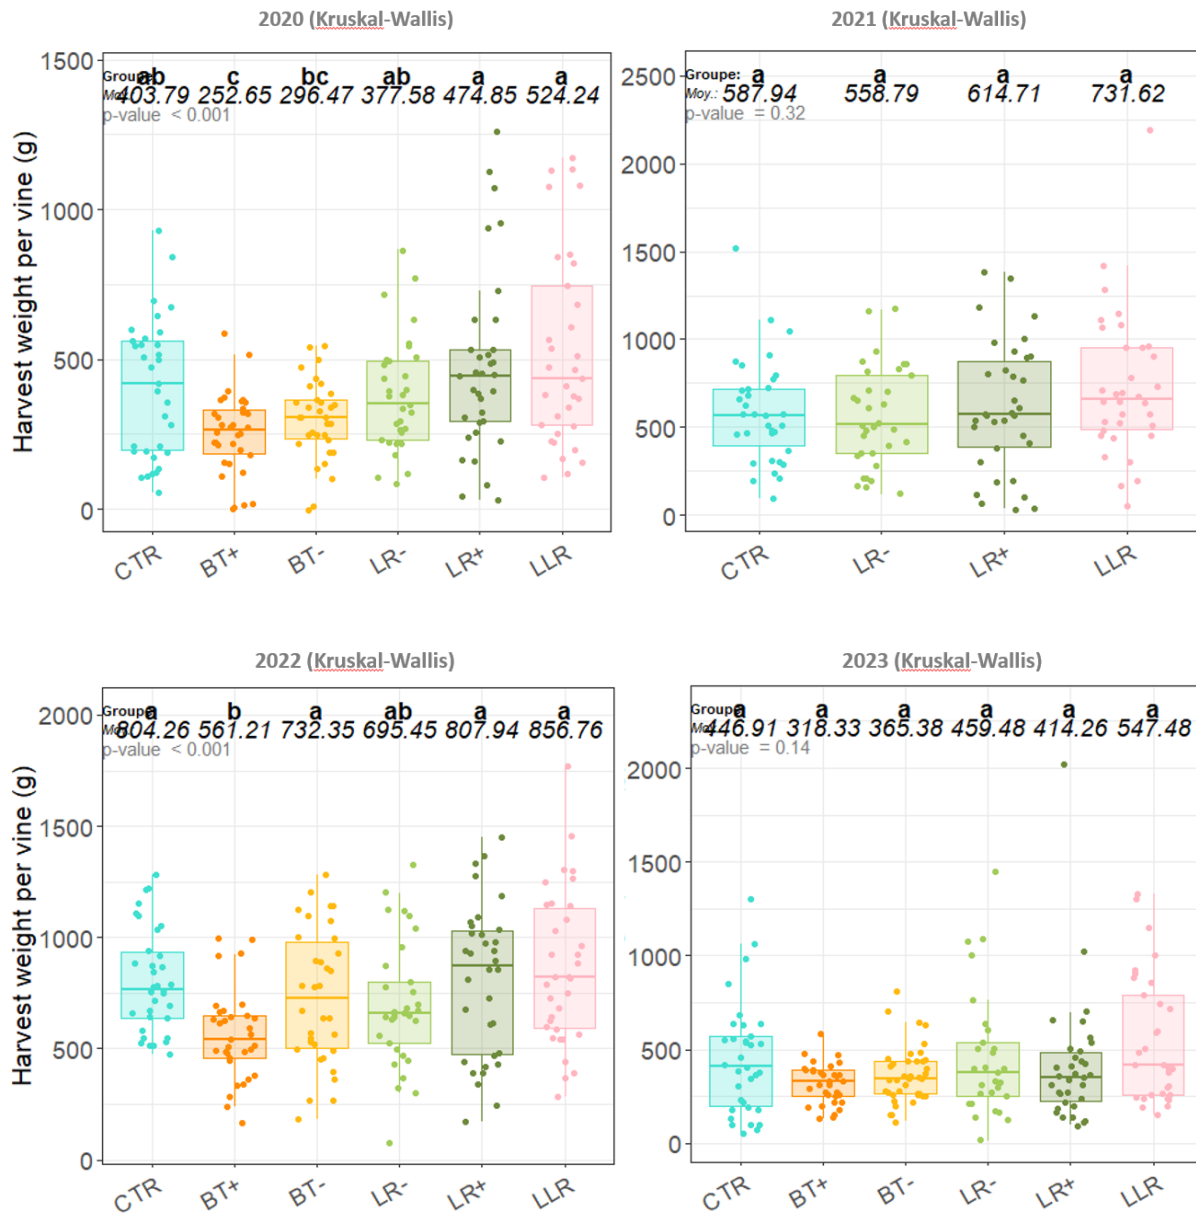 2020 (Kruskal-Wallis)
2021 (Kruskal-Wallis)
Harvest weight per vine (g)
1500
1000
500
0
Groupe: ab c bc ab a a
Moy.: 403.79 252.65 296.47 377.58 474.85 524.24
p-value < 0.001
CTR BT+ BT- LR- LR+ LLR
2500
2000
1500
1000
500
0
Groupe: a a a a
Moy.: 587.94 558.79 614.71 731.62
p-value = 0.32
CTR LR- LR+ LLR
2022 (Kruskal-Wallis)
2023 (Kruskal-Wallis)
Harvest weight per vine (g)
2000
1500
1000
500
0
Groupe: a b a ab a a
Moy.: 804.26 561.21 732.35 695.45 807.94 856.76
p-value < 0.001
CTR BT+ BT- LR- LR+ LLR
2000
1500
1000
500
0
Groupe: a a a a a a
Moy.: 446.91 318.33 365.38 459.48 414.26 547.48
p-value = 0.14
CTR BT+ BT- LR- LR+ LLR